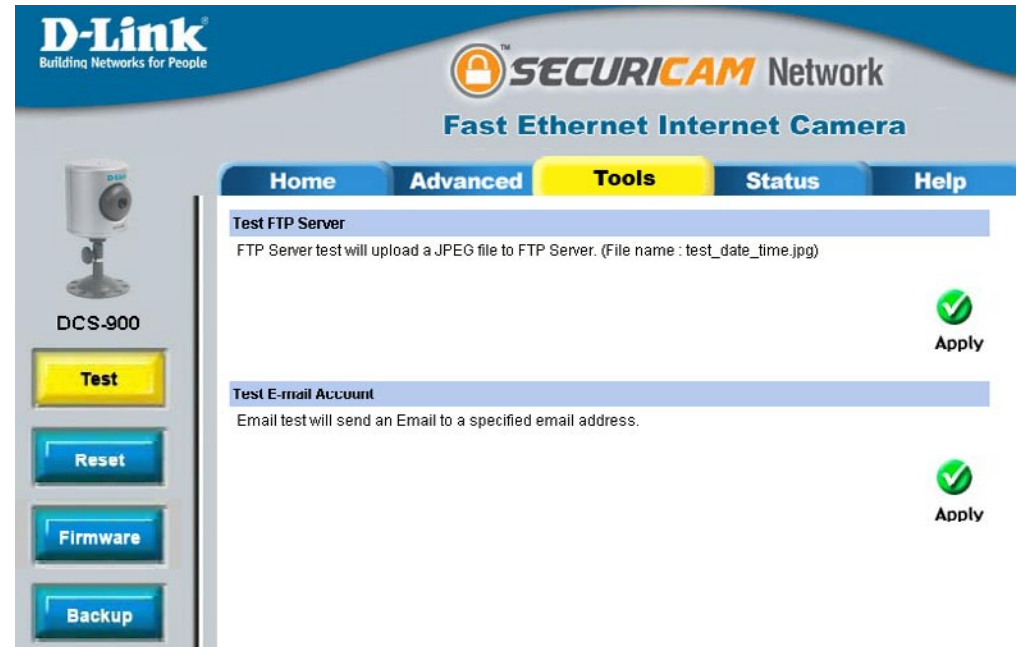 D-Link®
Building Networks for People
SECURICAM™ Network
Fast Ethernet Internet Camera
Home Advanced Tools Status Help
DCS-900
Test
Reset
Firmware
Backup
Test FTP Server
FTP Server test will upload a JPEG file to FTP Server. (File name : test_date_time.jpg)
Apply
Test E-mail Account
Email test will send an Email to a specified email address.
Apply